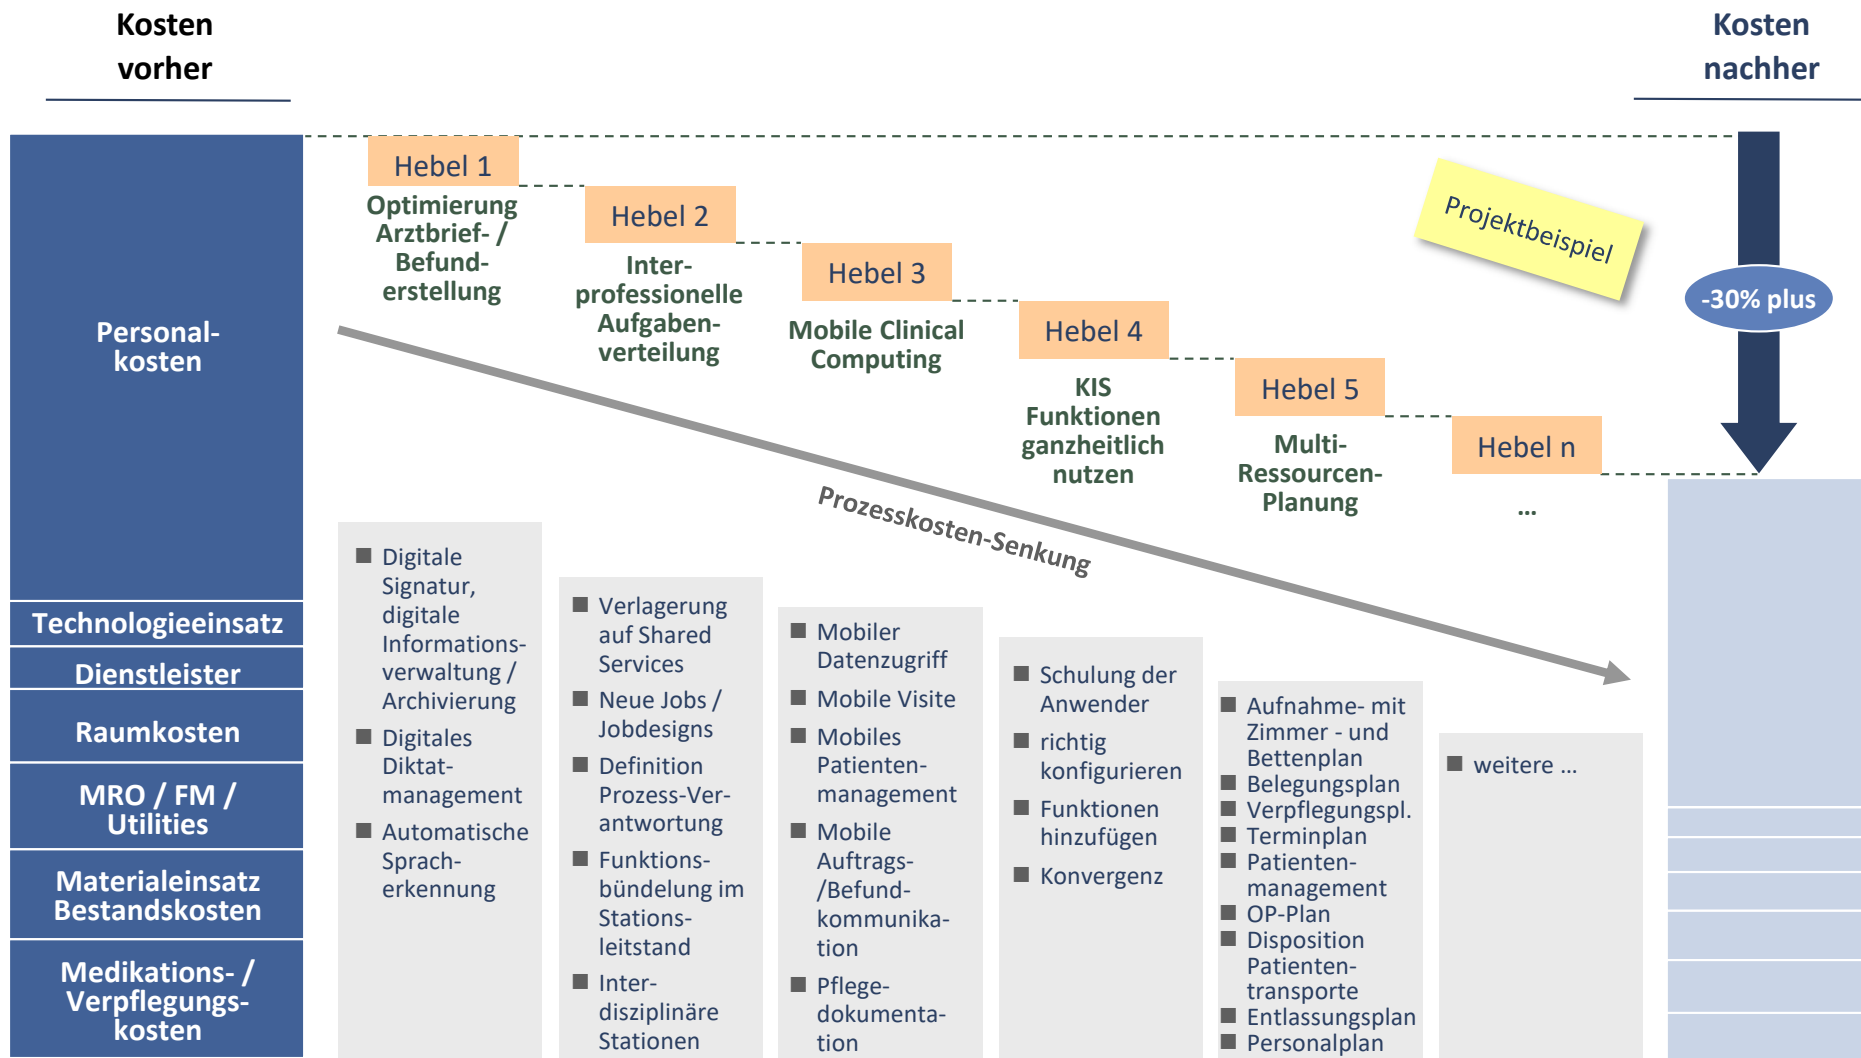 Kosten
vorher
Kosten
nachher
Personal-
kosten
Technologieeinsatz
Dienstleister
Raumkosten
MRO / FM /
Utilities
Materialeinsatz
Bestandskosten
Medikations- /
Verpflegungs-
kosten
Hebel 1
Optimierung
Arztbrief- /
Befund-
erstellung
Hebel 2
Inter-
professionelle
Aufgaben-
verteilung
Hebel 3
Mobile Clinical
Computing
Hebel 4
KIS
Funktionen
ganzheitlich
nutzen
Hebel 5
Multi-
Ressourcen-
Planung
Hebel n
...
Projektbeispiel
-30% plus
Prozesskosten-Senkung
■ Digitale
Signatur,
digitale
Informations-
verwaltung /
Archivierung
■ Digitales
Diktat-
management
■ Automatische
Sprach-
erkennung
■ Verlagerung
auf Shared
Services
■ Neue Jobs /
Jobdesigns
■ Definition
Prozess-Ver-
antwortung
■ Funktions-
bündelung im
Stations-
leitstand
■ Inter-
disziplinäre
Stationen
■ Mobiler
Datenzugriff
■ Mobile Visite
■ Mobiles
Patienten-
management
■ Mobile
Auftrags-
/Befund-
kommunika-
tion
■ Pflege-
dokumenta-
tion
■ Schulung der
Anwender
■ richtig
konfigurieren
■ Funktionen
hinzufügen
■ Konvergenz
■ Aufnahme- mit
Zimmer - und
Bettenplan
■ Belegungsplan
■ Verpflegungspl.
■ Terminplan
■ Patienten-
management
■ OP-Plan
■ Disposition
Patienten-
transporte
■ Entlassungsplan
■ Personalplan
■ weitere ...